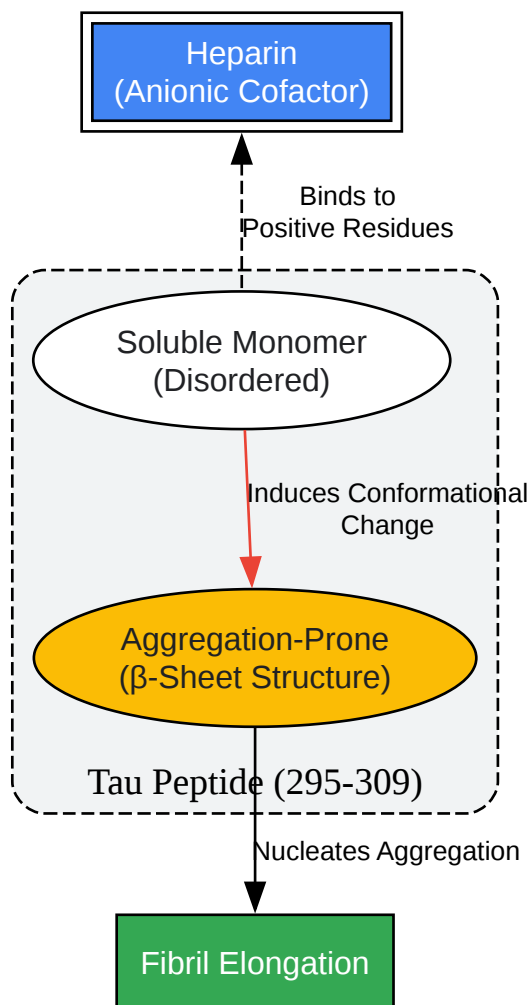 Heparin
(Anionic Cofactor)
Binds to
Positive Residues
Soluble Monomer
(Disordered)
Induces Conformational
Change
Aggregation-Prone
(β-Sheet Structure)
Tau Peptide (295-309)
Nucleates Aggregation
Fibril Elongation